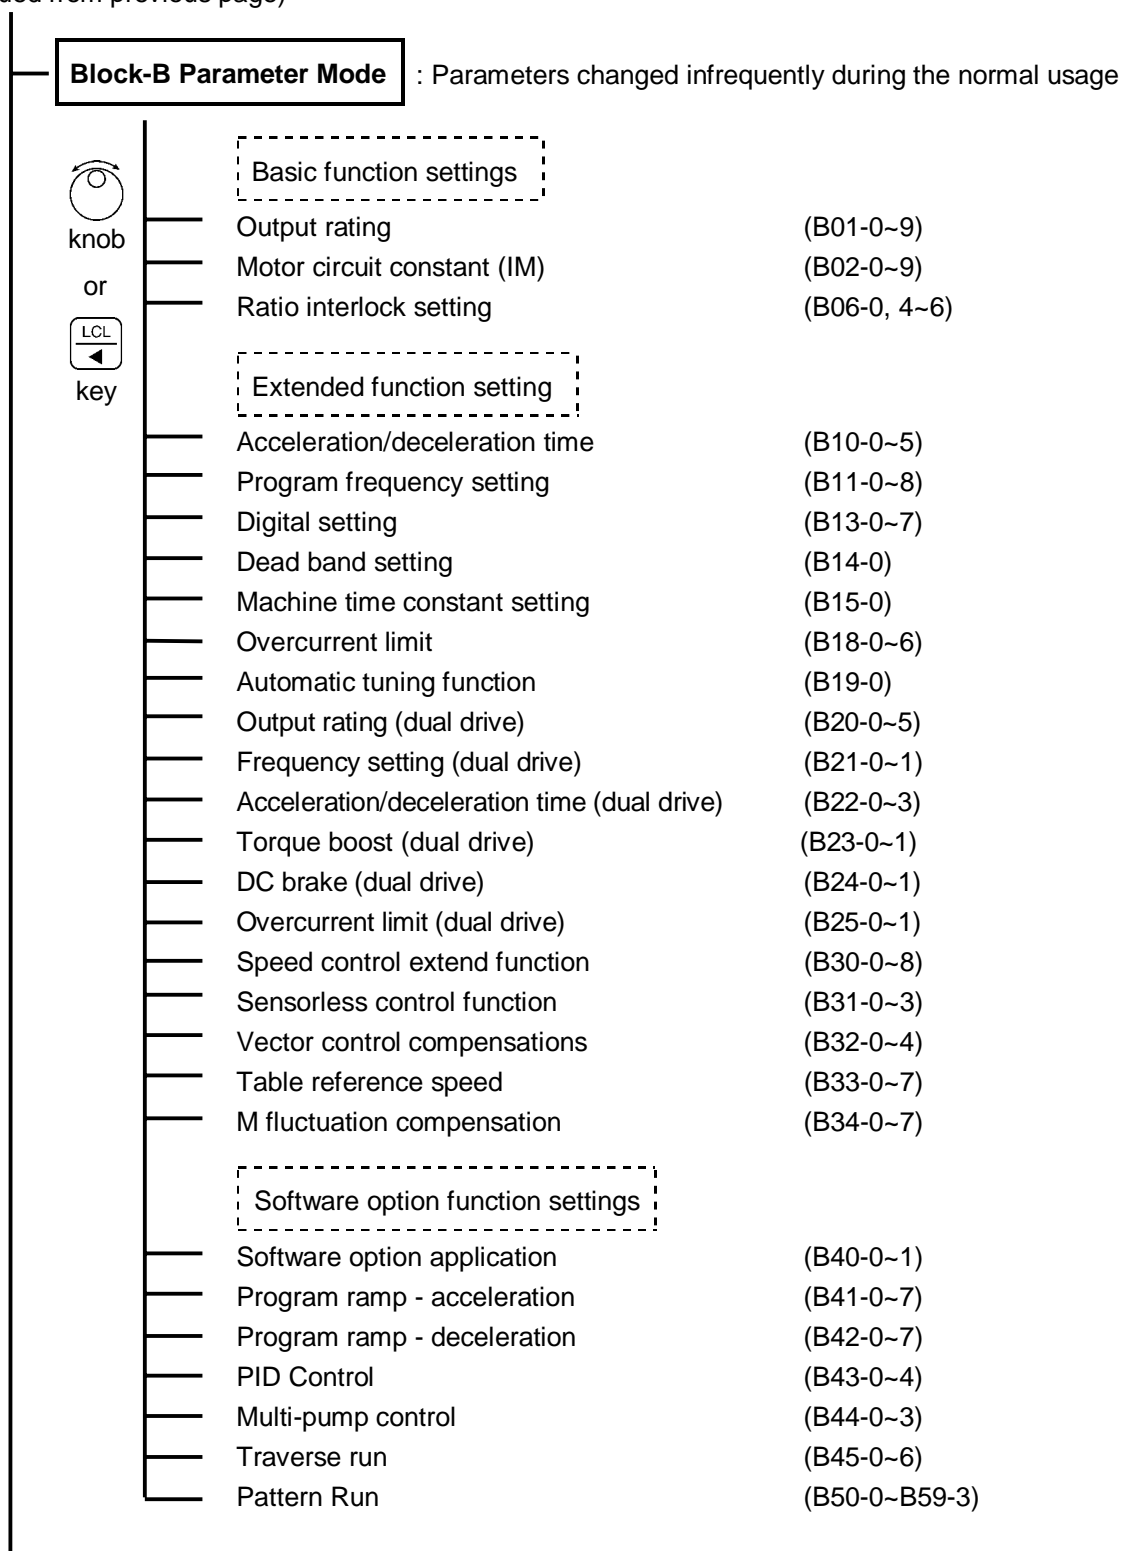 from previous page)
Block-B Parameter Mode : Parameters changed infrequently during the normal usage
Basic function settings
knob
or
LCL
key
Output rating (B01-0~9)
Motor circuit constant (IM) (B02-0~9)
Ratio interlock setting (B06-0, 4~6)
Extended function setting
Acceleration/deceleration time (B10-0~5)
Program frequency setting (B11-0~8)
Digital setting (B13-0~7)
Dead band setting (B14-0)
Machine time constant setting (B15-0)
Overcurrent limit (B18-0~6)
Automatic tuning function (B19-0)
Output rating (dual drive) (B20-0~5)
Frequency setting (dual drive) (B21-0~1)
Acceleration/deceleration time (dual drive) (B22-0~3)
Torque boost (dual drive) (B23-0~1)
DC brake (dual drive) (B24-0~1)
Overcurrent limit (dual drive) (B25-0~1)
Speed control extend function (B30-0~8)
Sensorless control function (B31-0~3)
Vector control compensations (B32-0~4)
Table reference speed (B33-0~7)
M fluctuation compensation (B34-0~7)
Software option function settings
Software option application (B40-0~1)
Program ramp - acceleration (B41-0~7)
Program ramp - deceleration (B42-0~7)
PID Control (B43-0~4)
Multi-pump control (B44-0~3)
Traverse run (B45-0~6)
Pattern Run (B50-0~B59-3)